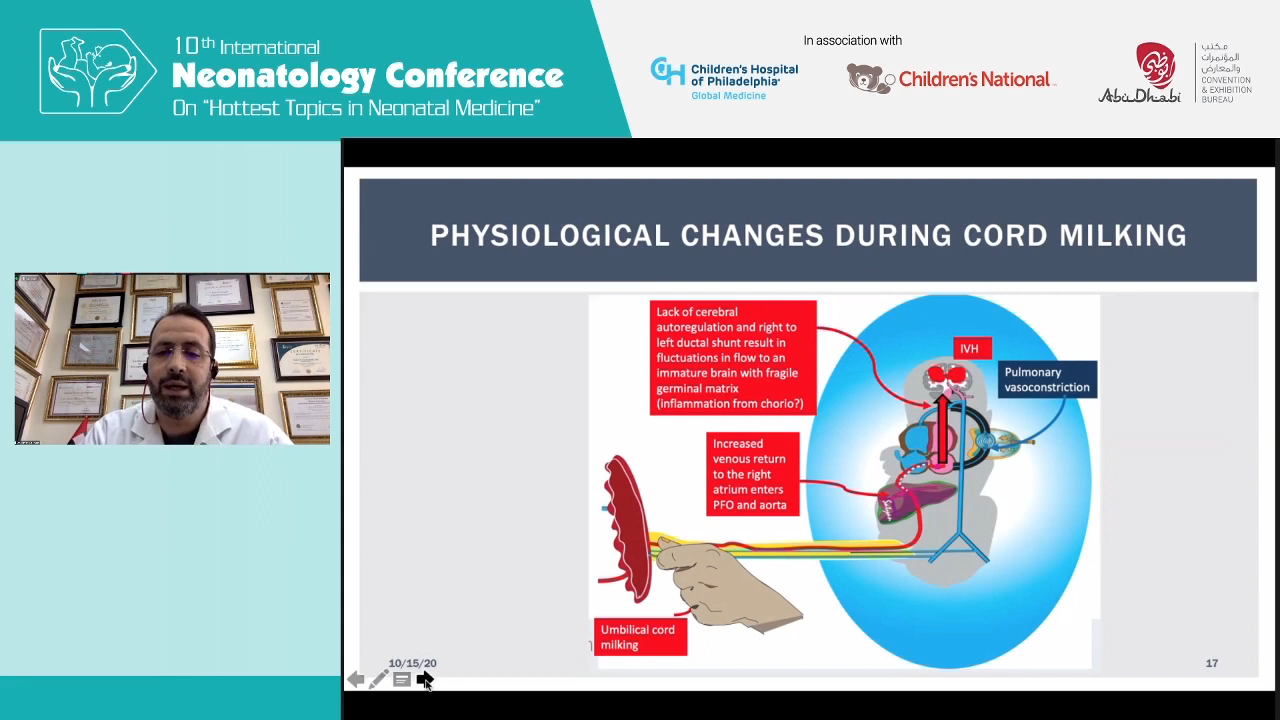 10th International
Neonatology Conference
On “Hottest Topics in Neonatal Medicine”
In association with
Children's Hospital
of Philadelphia
Global Medicine
Children's National
Abu Dhabi
مكتب
المؤتمرات
والمعارض
CONVENTION
& EXHIBITION
BUREAU
PHYSIOLOGICAL CHANGES DURING CORD MILKING
Lack of cerebral
autoregulation and right to
left ductal shunt result in
fluctuations in flow to an
immature brain with fragile
germinal matrix
(inflammation from chorio?)
IVH
Pulmonary
vasoconstriction
Increased
venous return
to the right
atrium enters
PFO and aorta
Umbilical cord
milking
10/15/20
17